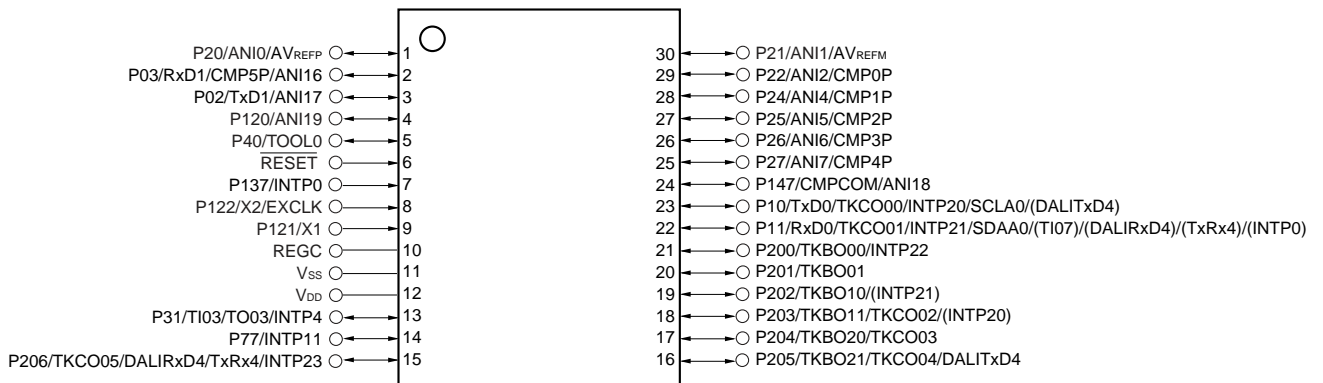 P20/ANI0/AVREFP 1 30 P21/ANI1/AVREFM
P03/RxD1/CMP5P/ANI16 2 29 P22/ANI2/CMP0P
P02/TxD1/ANI17 3 28 P24/ANI4/CMP1P
P120/ANI19 4 27 P25/ANI5/CMP2P
P40/TOOL0 5 26 P26/ANI6/CMP3P
RESET 6 25 P27/ANI7/CMP4P
P137/INTP0 7 24 P147/CMPCOM/ANI18
P122/X2/EXCLK 8 23 P10/TxD0/TKCO00/INTP20/SCLA0/(DALITxD4)
P121/X1 9 22 P11/RxD0/TKCO01/INTP21/SDAA0/(TI07)/(DALIRxD4)/(TxRx4)/(INTP0)
REGC 10 21 P200/TKBO00/INTP22
VSS 11 20 P201/TKBO01
VDD 12 19 P202/TKBO10/(INTP21)
P31/TI03/TO03/INTP4 13 18 P203/TKBO11/TKCO02/(INTP20)
P77/INTP11 14 17 P204/TKBO20/TKCO03
P206/TKCO05/DALIRxD4/TxRx4/INTP23 15 16 P205/TKBO21/TKCO04/DALITxD4